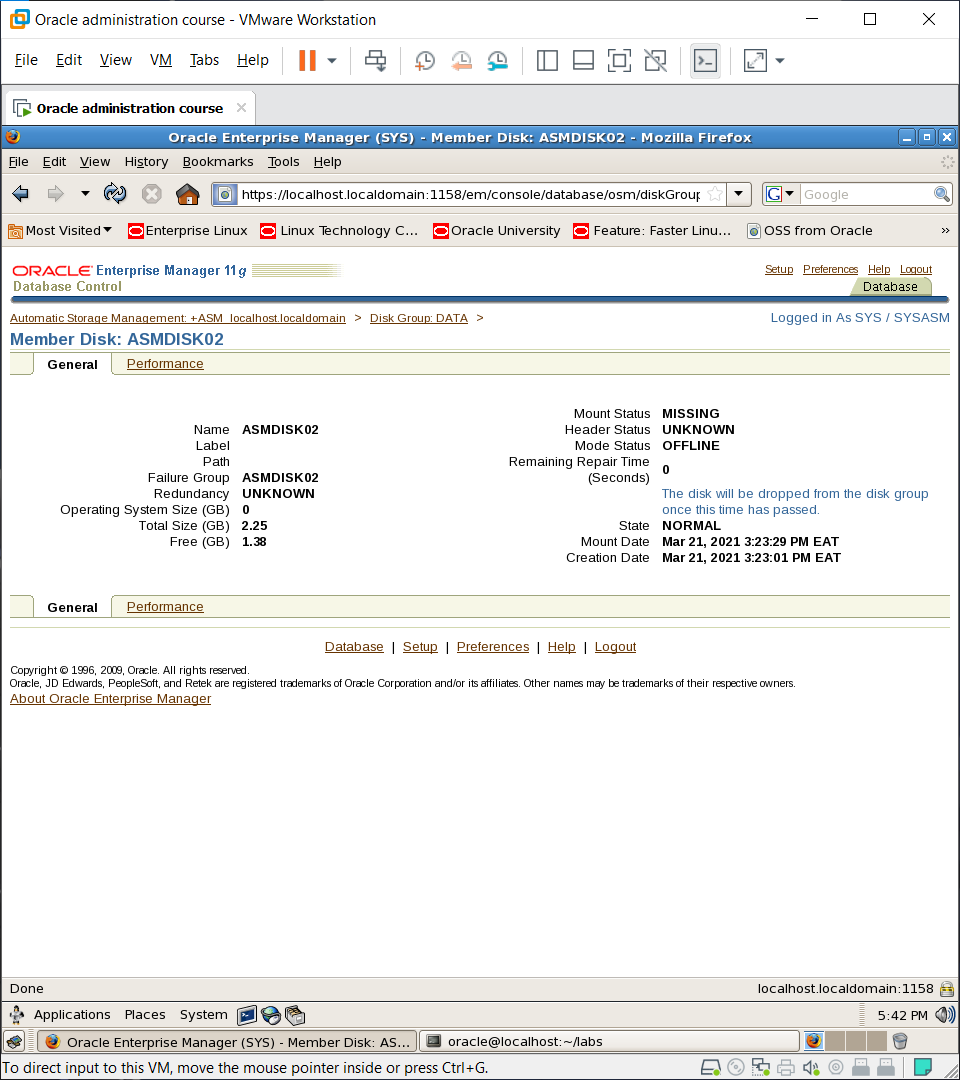 Oracle administration course - VMware Workstation
File Edit View VM Tabs Help
Oracle administration course
Oracle Enterprise Manager (SYS) - Member Disk: ASMDISK02 - Mozilla Firefox
File Edit View History Bookmarks Tools Help
https://localhost.localdomain:1158/em/console/database/osm/diskGroup
G Google
Most Visited Enterprise Linux Linux Technology C... Oracle University Feature: Faster Linu... OSS from Oracle »
ORACLE Enterprise Manager 11g
Database Control
Setup Preferences Help Logout
Database
Automatic Storage Management: +ASM_localhost.localdomain > Disk Group: DATA >
Logged in As SYS / SYSASM
Member Disk: ASMDISK02
General Performance
Name ASMDISK02
Label
Path
Failure Group ASMDISK02
Redundancy UNKNOWN
Operating System Size (GB) 0
Total Size (GB) 2.25
Free (GB) 1.38
Mount Status MISSING
Header Status UNKNOWN
Mode Status OFFLINE
Remaining Repair Time
(Seconds) 0
The disk will be dropped from the disk group
once this time has passed.
State NORMAL
Mount Date Mar 21, 2021 3:23:29 PM EAT
Creation Date Mar 21, 2021 3:23:01 PM EAT
General Performance
Database | Setup | Preferences | Help | Logout
Copyright © 1996, 2009, Oracle. All rights reserved.
Oracle, JD Edwards, PeopleSoft, and Retek are registered trademarks of Oracle Corporation and/or its affiliates. Other names may be trademarks of their respective owners.
About Oracle Enterprise Manager
Done
localhost.localdomain:1158
Applications Places System
5:42 PM
Oracle Enterprise Manager (SYS) - Member Disk: AS...
oracle@localhost:~/labs
To direct input to this VM, move the mouse pointer inside or press Ctrl+G.